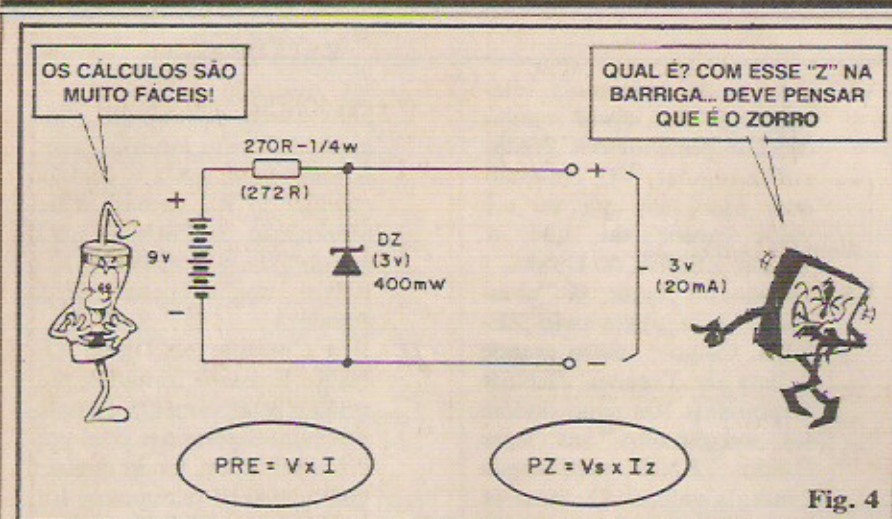 OS CÁLCULOS SÃO
MUITO FÁCEIS!
QUAL É? COM ESSE "Z" NA
BARRIGA... DEVE PENSAR
QUE É O ZORRO
270R-1/4w
(272R)
+
9v
−
DZ
(3v)
400mW
+
3v
(20mA)
−
PRE = V x I
PZ = Vs x Iz
Fig. 4